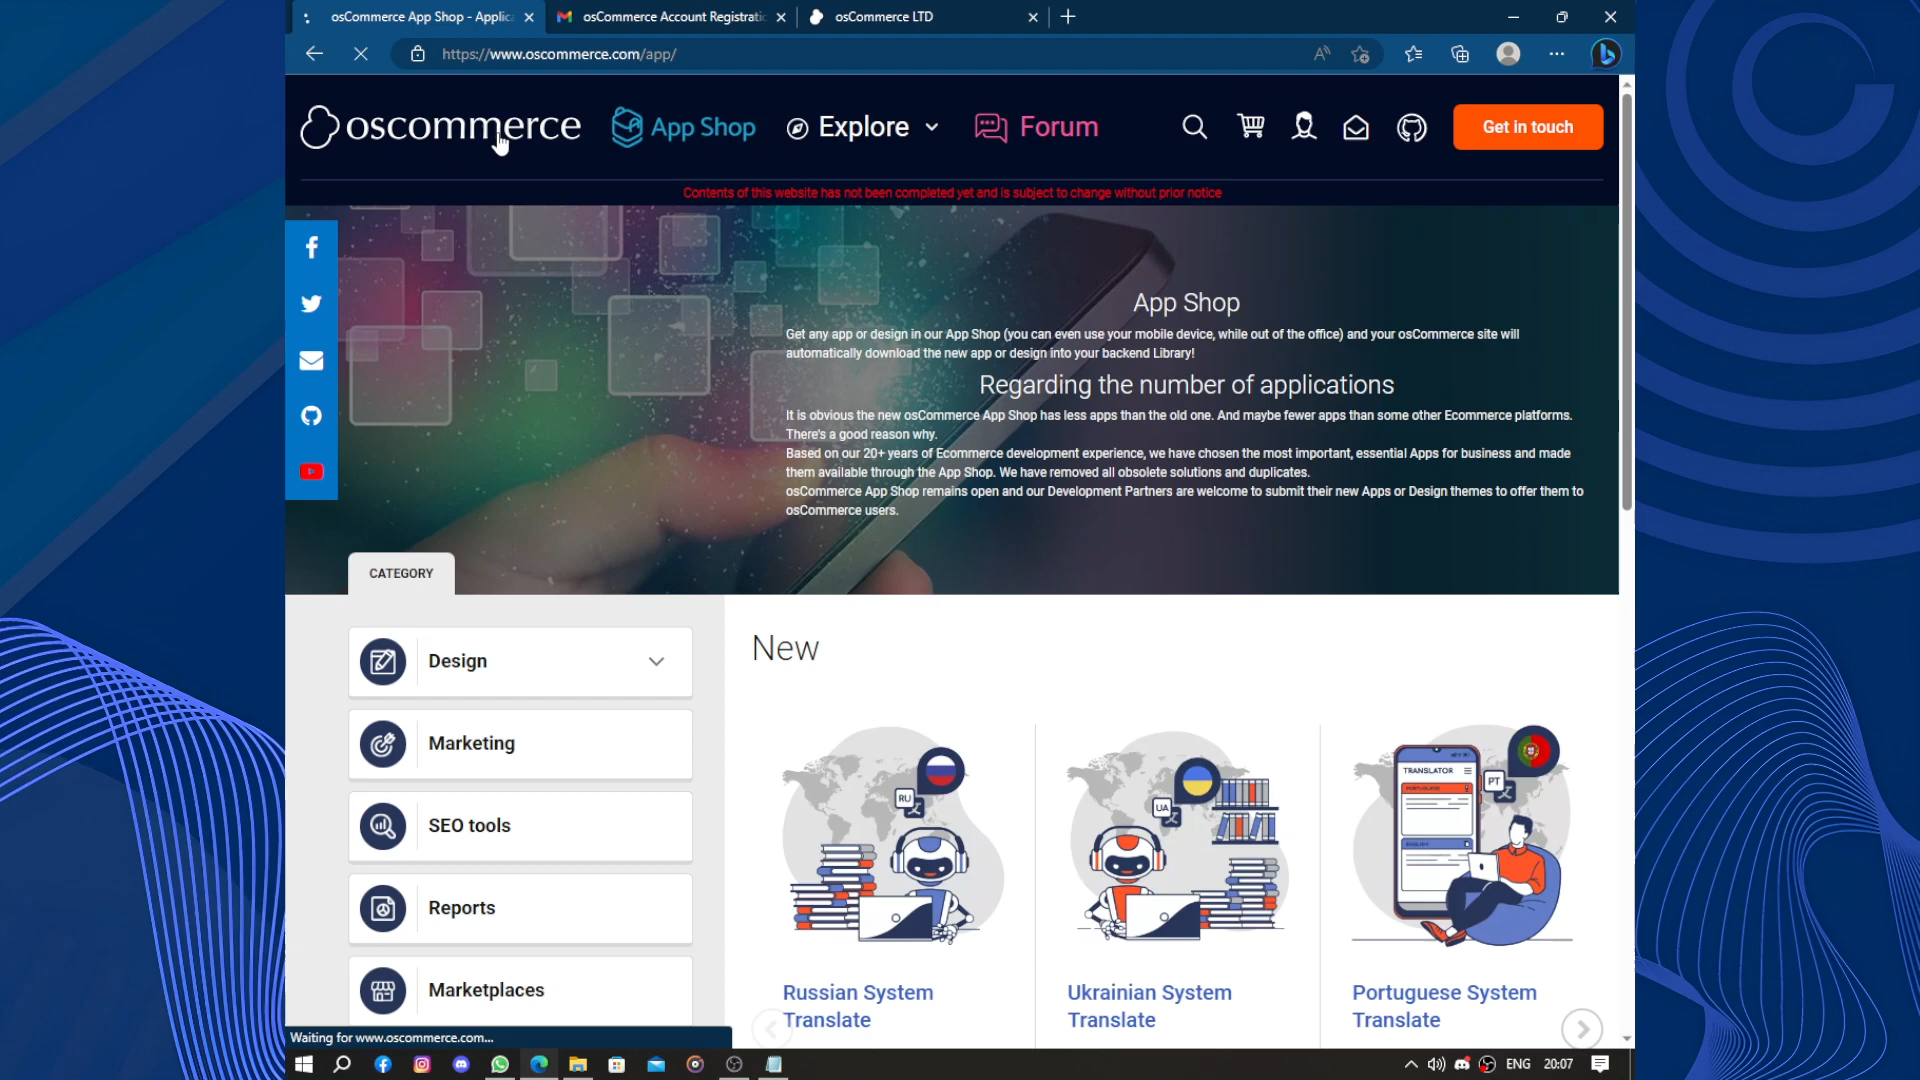 osCommerce App Shop - Applic
osCommerce Account Registratio
osCommerce LTD
https://www.oscommerce.com/app/
oscommerce
App Shop
Explore
Forum
Get in touch
Contents of this website has not been completed yet and is subject to change without prior notice
App Shop
Get any app or design in our App Shop (you can even use your mobile device, while out of the office) and your osCommerce site will
automatically download the new app or design into your backend Library!
Regarding the number of applications
It is obvious the new osCommerce App Shop has less apps than the old one. And maybe fewer apps than some other Ecommerce platforms.
There's a good reason why.
Based on our 20+ years of Ecommerce development experience, we have chosen the most important, essential Apps for business and made
them available through the App Shop. We have removed all obsolete solutions and duplicates.
osCommerce App Shop remains open and our Development Partners are welcome to submit their new Apps or Design themes to offer them to
osCommerce users.
CATEGORY
Design
Marketing
SEO tools
Reports
Marketplaces
New
RU
UA
TRANSLATOR
PORTUGUESE
PT
ENGLISH
Russian System
Translate
Ukrainian System
Translate
Portuguese System
Translate
Waiting for www.oscommerce.com...
ENG
20:07